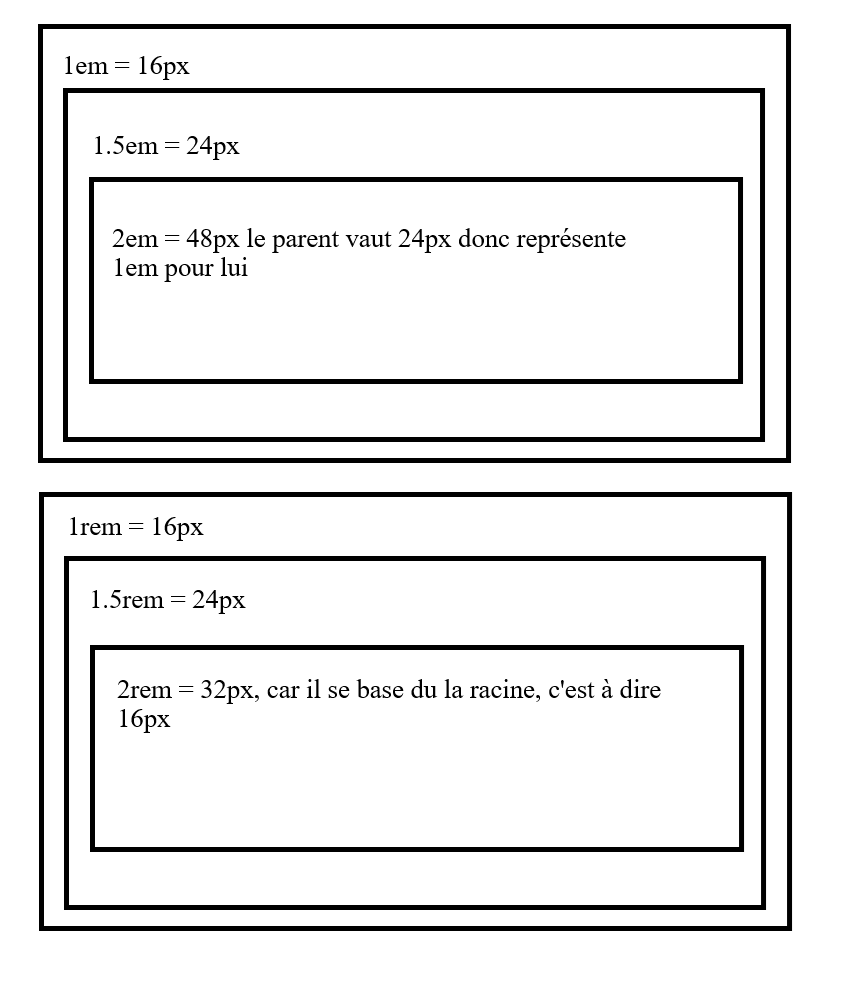 1em = 16px
1.5em = 24px
2em = 48px le parent vaut 24px donc représente
1em pour lui
1rem = 16px
1.5rem = 24px
2rem = 32px, car il se base du la racine, c'est à dire
16px